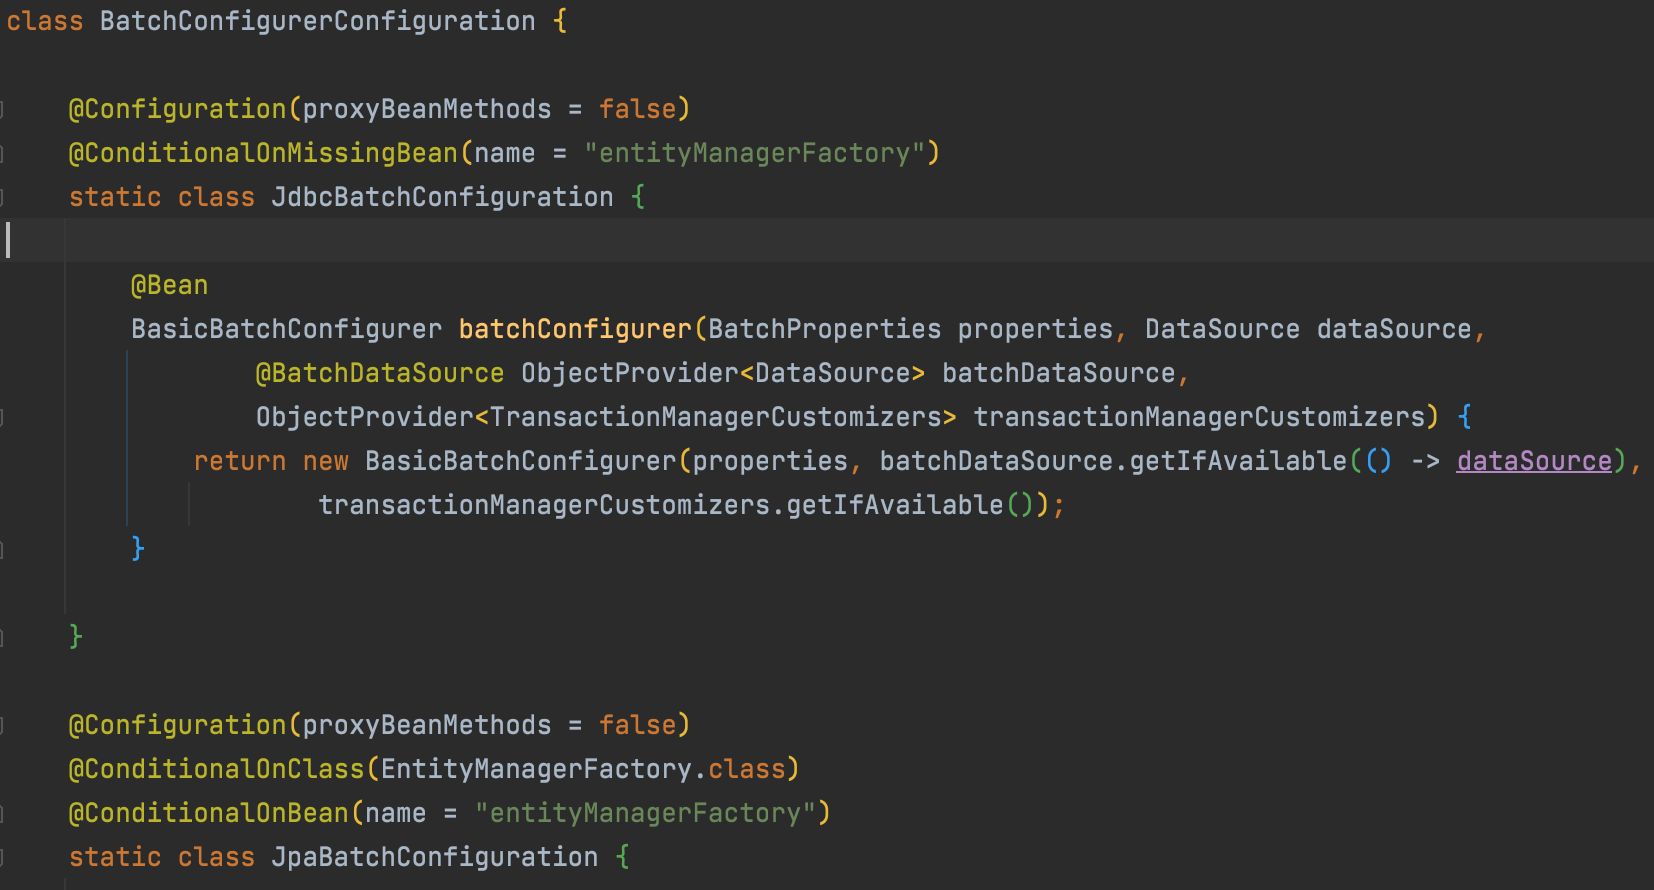 class BatchConfigurerConfiguration {
@Configuration(proxyBeanMethods = false)
@ConditionalOnMissingBean(name = "entityManagerFactory")
static class JdbcBatchConfiguration {
@Bean
BasicBatchConfigurer batchConfigurer(BatchProperties properties, DataSource dataSource,
@BatchDataSource ObjectProvider<DataSource> batchDataSource,
ObjectProvider<TransactionManagerCustomizers> transactionManagerCustomizers) {
return new BasicBatchConfigurer(properties, batchDataSource.getIfAvailable(() -> dataSource),
transactionManagerCustomizers.getIfAvailable());
}
}
@Configuration(proxyBeanMethods = false)
@ConditionalOnClass(EntityManagerFactory.class)
@ConditionalOnBean(name = "entityManagerFactory")
static class JpaBatchConfiguration {